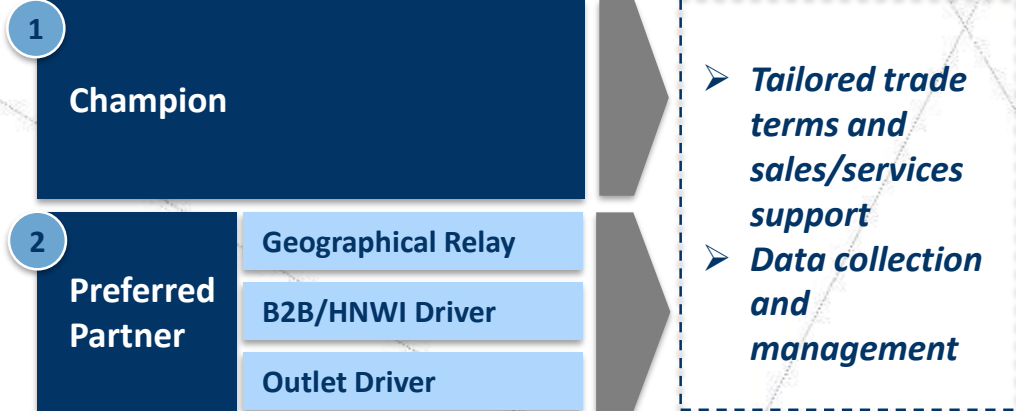 1
Champion
2
Preferred
Partner
Geographical Relay
B2B/HNWI Driver
Outlet Driver
➢ Tailored trade
terms and
sales/services
support
➢ Data collection
and
management